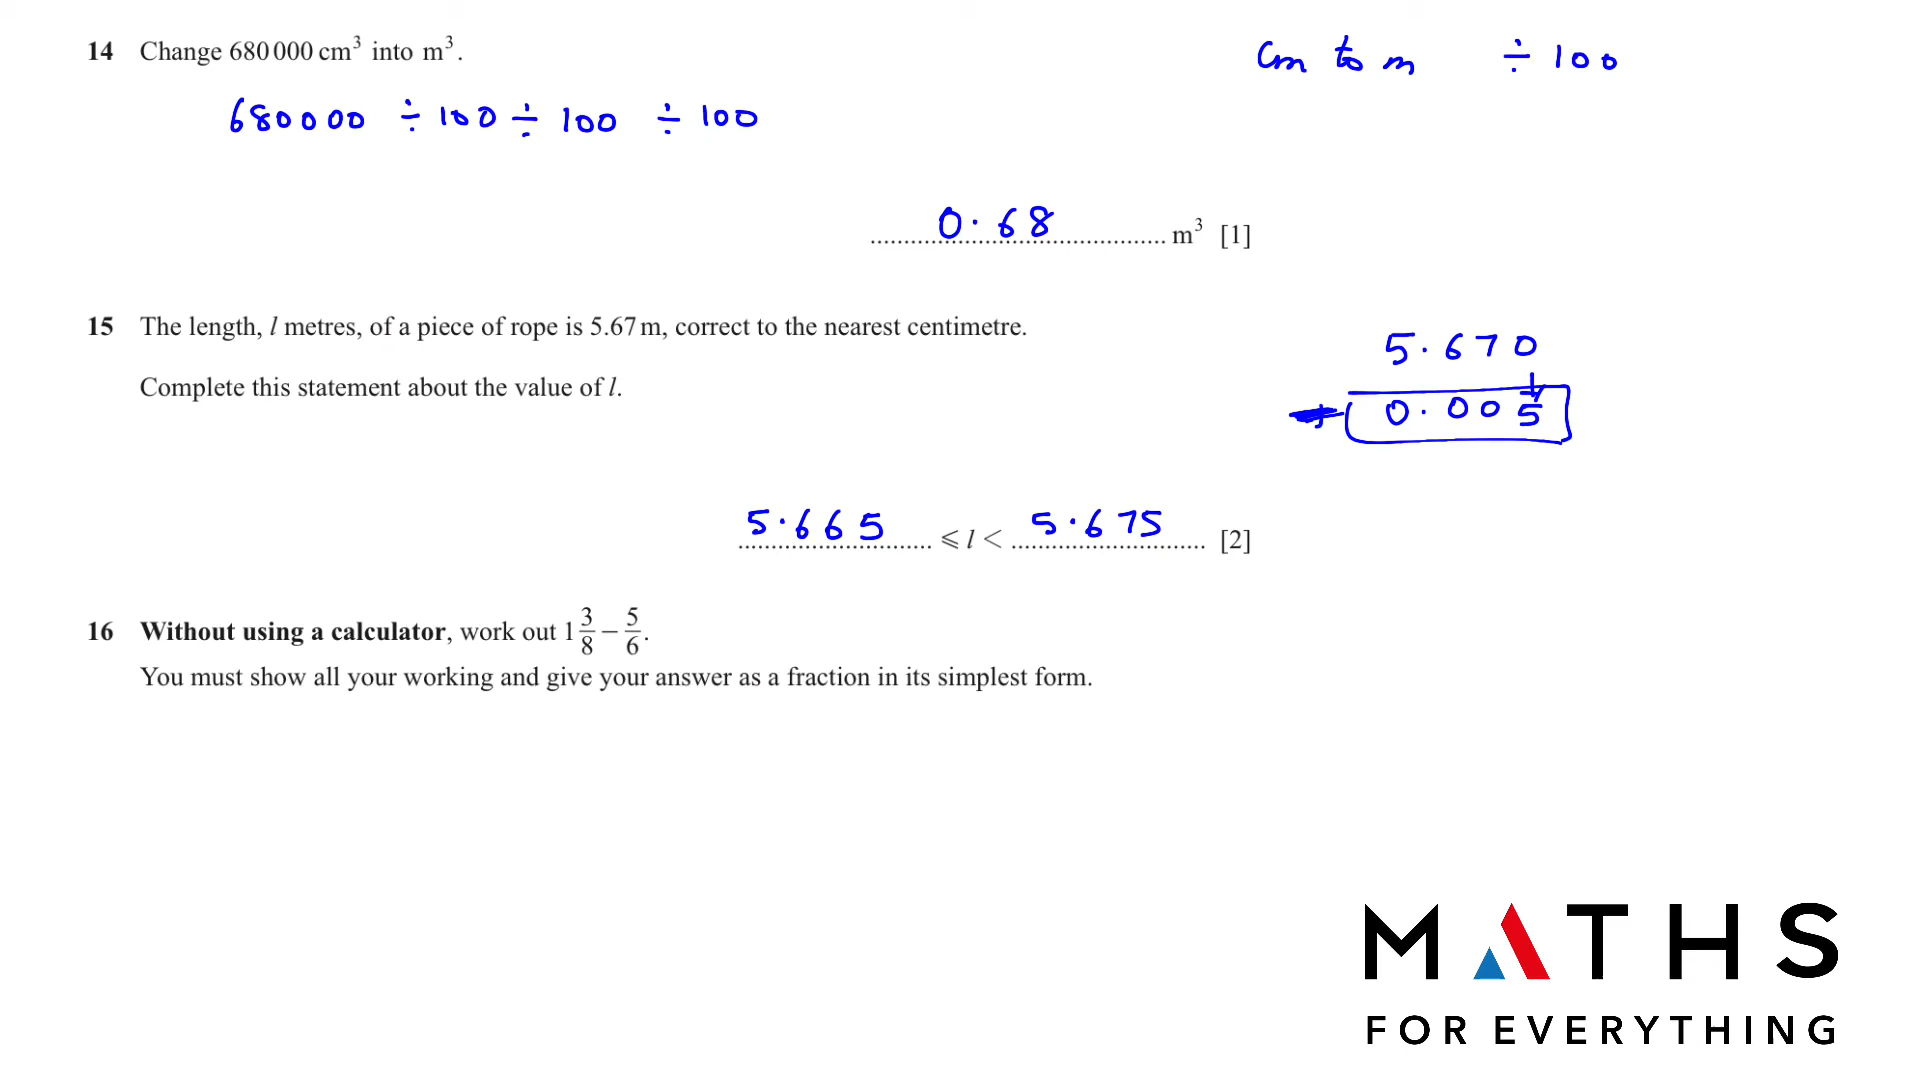 14 Change 680 000 cm³ into m³.
cm to m ÷ 100
680000 ÷ 100 ÷ 100 ÷ 100
0.68
............................................ m³ [1]
15 The length, l metres, of a piece of rope is 5.67 m, correct to the nearest centimetre.
5.670
Complete this statement about the value of l.
0.005
5.665 5.675
............................. ⩽ l < ............................. [2]
16 Without using a calculator, work out 1 3/8 − 5/6.
You must show all your working and give your answer as a fraction in its simplest form.
MATHS
FOR EVERYTHING